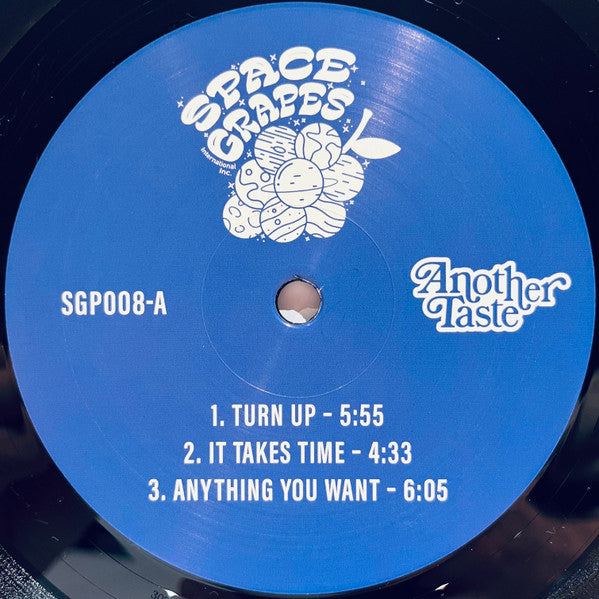 SPACE
GRAPES
International
Inc.
SGP008-A
Another
Taste
1. TURN UP - 5:55
2. IT TAKES TIME - 4:33
3. ANYTHING YOU WANT - 6:05